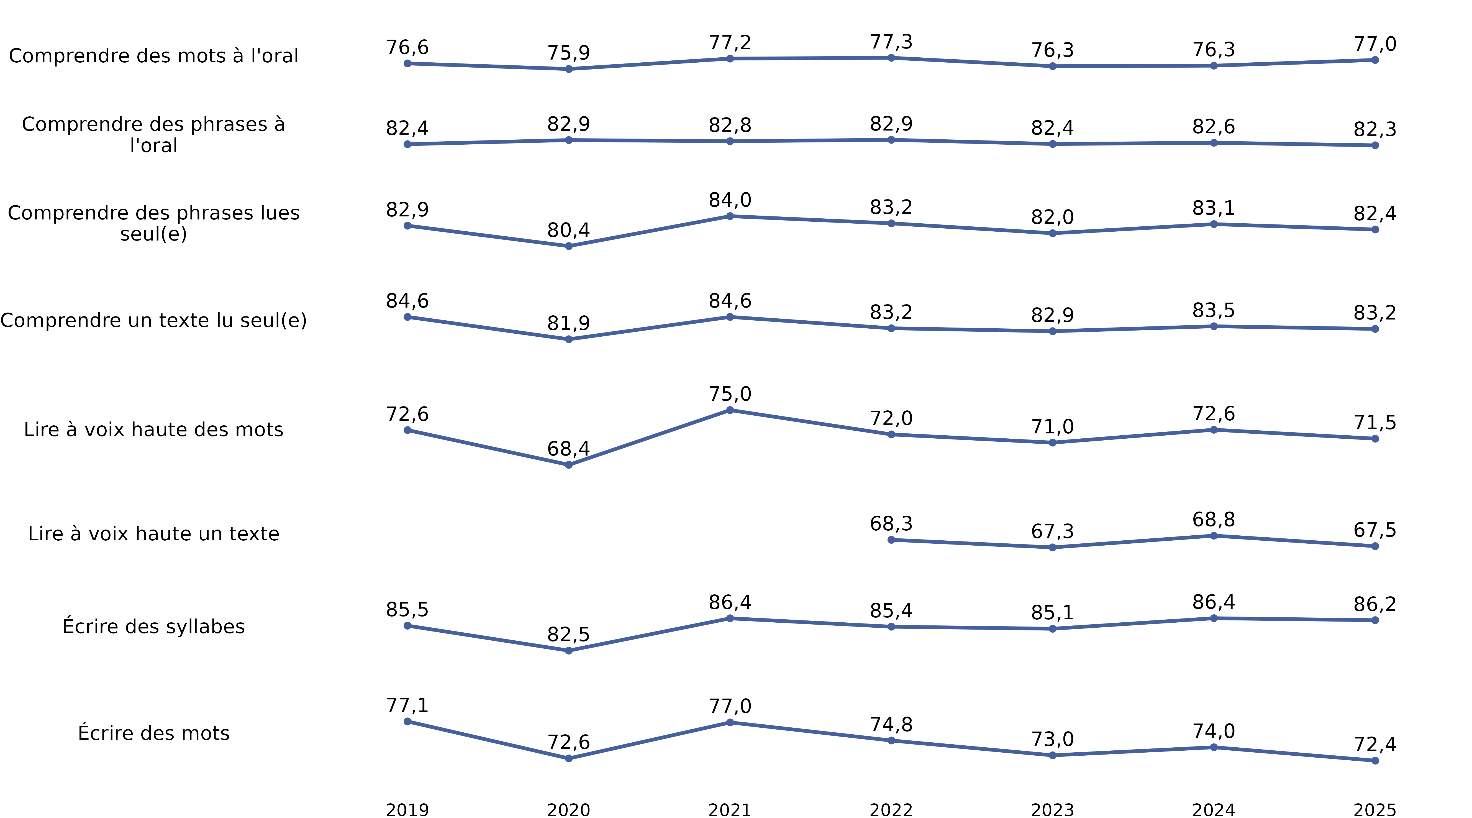 76,6 75,9 77,2 77,3 76,3 76,3 77,0
Comprendre des mots à l'oral
82,4 82,9 82,8 82,9 82,4 82,6 82,3
Comprendre des phrases à
l'oral
82,9 80,4 84,0 83,2 82,0 83,1 82,4
Comprendre des phrases lues
seul(e)
84,6 81,9 84,6 83,2 82,9 83,5 83,2
Comprendre un texte lu seul(e)
72,6 68,4 75,0 72,0 71,0 72,6 71,5
Lire à voix haute des mots
68,3 67,3 68,8 67,5
Lire à voix haute un texte
85,5 82,5 86,4 85,4 85,1 86,4 86,2
Écrire des syllabes
77,1 72,6 77,0 74,8 73,0 74,0 72,4
Écrire des mots
2019 2020 2021 2022 2023 2024 2025